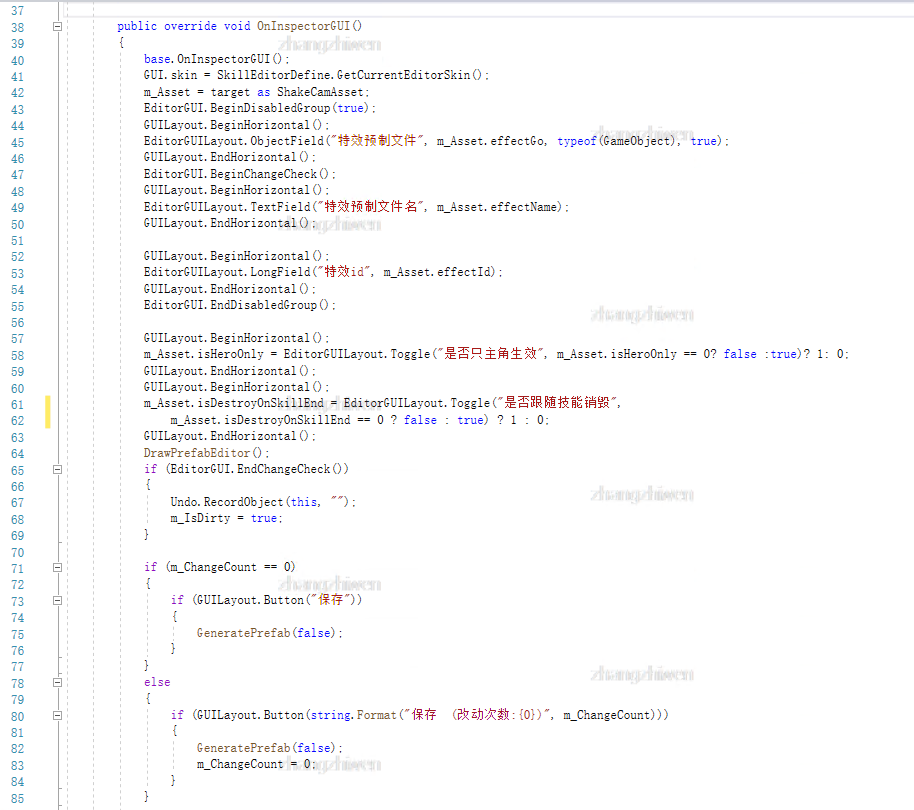 37
38 public override void OnInspectorGUI()
39 {
40 base.OnInspectorGUI();
41 GUI.skin = SkillEditorDefine.GetCurrentEditorSkin();
42 m_Asset = target as ShakeCamAsset;
43 EditorGUI.BeginDisabledGroup(true);
44 GUILayout.BeginHorizontal();
45 EditorGUILayout.ObjectField("特效预制文件", m_Asset.effectGo, typeof(GameObject), true);
46 GUILayout.EndHorizontal();
47 EditorGUI.BeginChangeCheck();
48 GUILayout.BeginHorizontal();
49 EditorGUILayout.TextField("特效预制文件名", m_Asset.effectName);
50 GUILayout.EndHorizontal();
51
52 GUILayout.BeginHorizontal();
53 EditorGUILayout.LongField("特效id", m_Asset.effectId);
54 GUILayout.EndHorizontal();
55 EditorGUI.EndDisabledGroup();
56
57 GUILayout.BeginHorizontal();
58 m_Asset.isHeroOnly = EditorGUILayout.Toggle("是否只主角生效", m_Asset.isHeroOnly == 0? false :true)? 1: 0;
59 GUILayout.EndHorizontal();
60 GUILayout.BeginHorizontal();
61 m_Asset.isDestroyOnSkillEnd = EditorGUILayout.Toggle("是否跟随技能销毁",
62 m_Asset.isDestroyOnSkillEnd == 0 ? false : true) ? 1 : 0;
63 GUILayout.EndHorizontal();
64 DrawPrefabEditor();
65 if (EditorGUI.EndChangeCheck())
66 {
67 Undo.RecordObject(this, "");
68 m_IsDirty = true;
69 }
70
71 if (m_ChangeCount == 0)
72 {
73 if (GUILayout.Button("保存"))
74 {
75 GeneratePrefab(false);
76 }
77 }
78 else
79 {
80 if (GUILayout.Button(string.Format("保存 (改动次数:{0})", m_ChangeCount)))
81 {
82 GeneratePrefab(false);
83 m_ChangeCount = 0;
84 }
85 }
zhangzhiwen
zhangzhiwen
zhangzhiwen
zhangzhiwen
zhangzhiwen
zhangzhiwen
zhangzhiwen
zhangzhiwen
zhangzhiwen